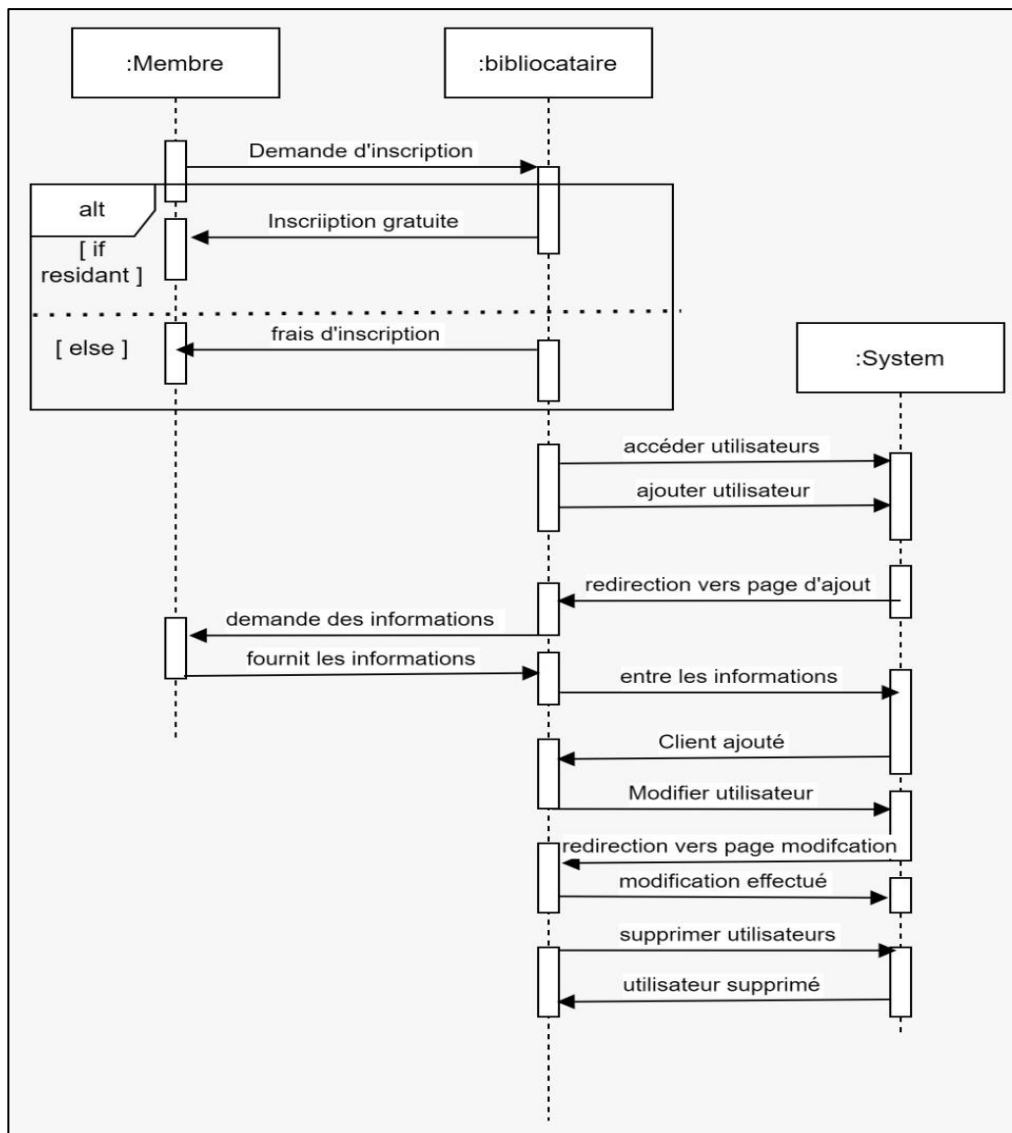 :Membre
:bibliocataire
Demande d'inscription
alt
Inscriiption gratuite
[ if
residant ]
frais d'inscription
[ else ]
:System
accéder utilisateurs
ajouter utilisateur
redirection vers page d'ajout
demande des informations
fournit les informations
entre les informations
Client ajouté
Modifier utilisateur
redirection vers page modifcation
modification effectué
supprimer utilisateurs
utilisateur supprimé